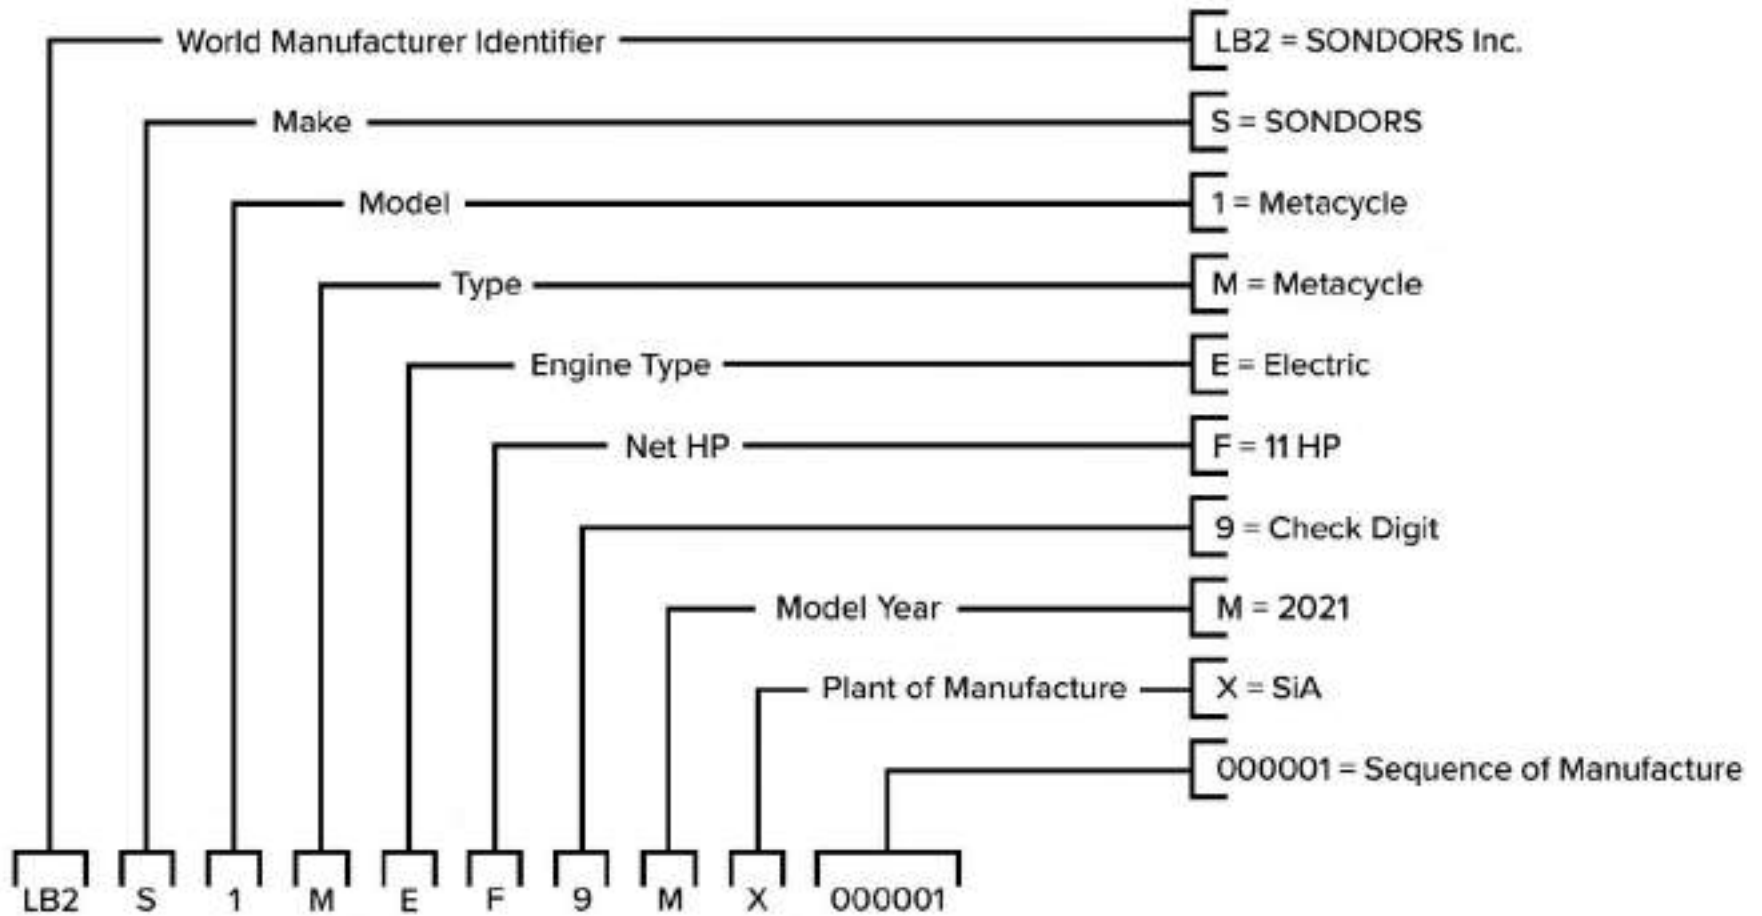 World Manufacturer Identifier LB2 = SONDORS Inc.
Make S = SONDORS
Model 1 = Metacycle
Type M = Metacycle
Engine Type E = Electric
Net HP F = 11 HP
9 = Check Digit
Model Year M = 2021
Plant of Manufacture X = SiA
000001 = Sequence of Manufacture
LB2 S 1 M E F 9 M X 000001